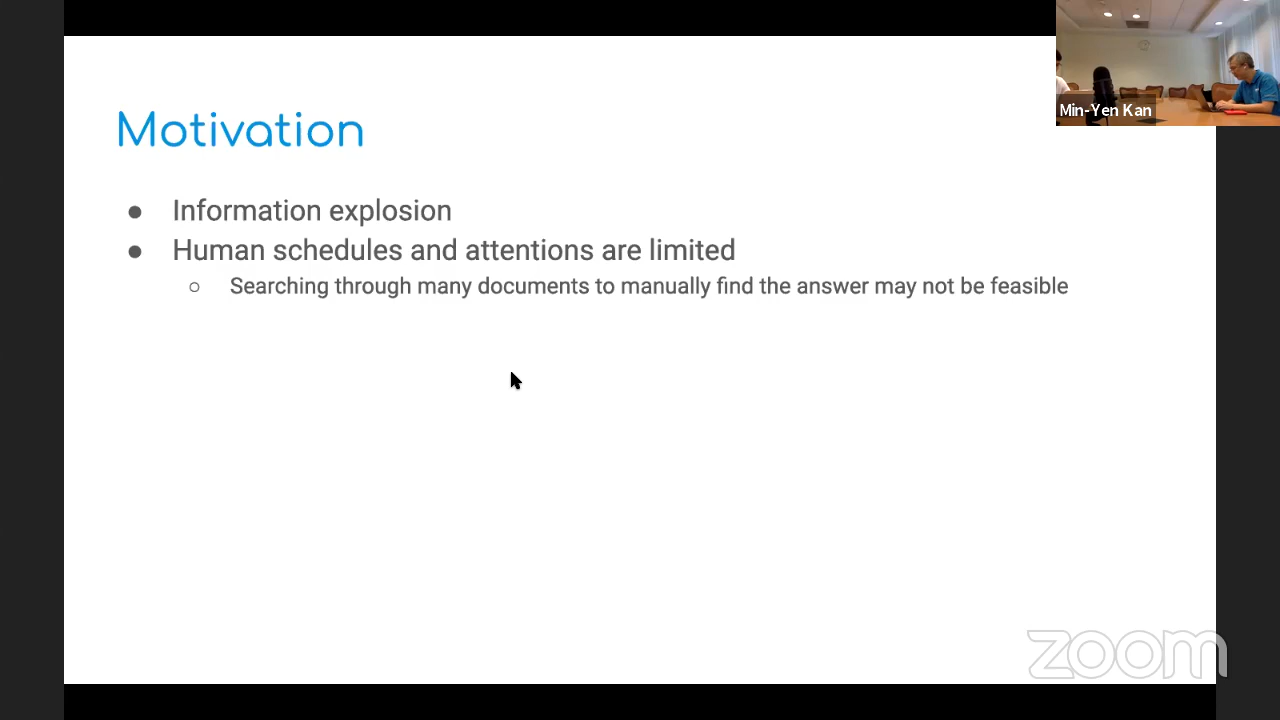 Motivation
● Information explosion
● Human schedules and attentions are limited
○ Searching through many documents to manually find the answer may not be feasible
Min-Yen Kan
zoom